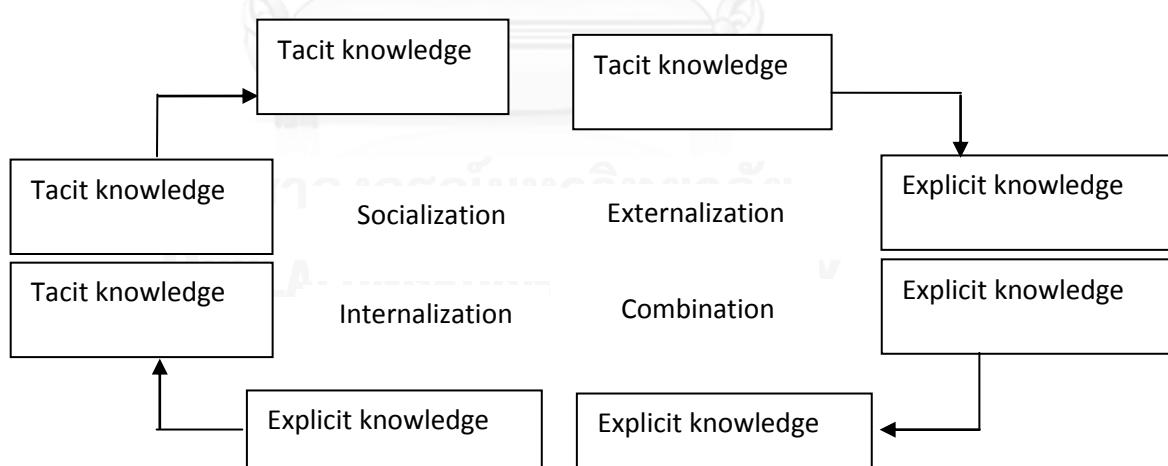 Tacit knowledge
Tacit knowledge
Tacit knowledge
Explicit knowledge
Socialization
Externalization
Tacit knowledge
Explicit knowledge
Internalization
Combination
Explicit knowledge
Explicit knowledge